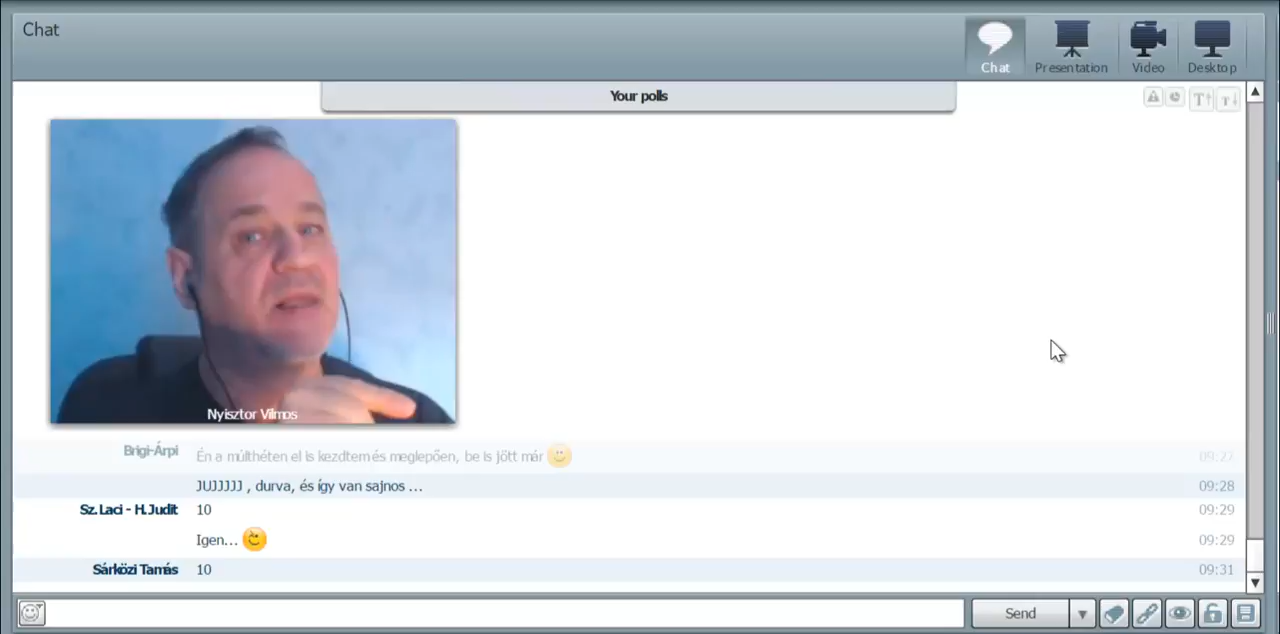 Chat
Chat
Presentation
Video
Desktop
Your polls
Nyisztor Vilmos
Brigi-Árpi
Én a múlthéten el is kezdtem és meglepően, be is jött már
09:27
JUJJJJJ , durva, és így van sajnos ...
09:28
Sz. Laci - H. Judit
10
09:29
Igen...
09:29
Sárközi Tamás
10
09:31
Send